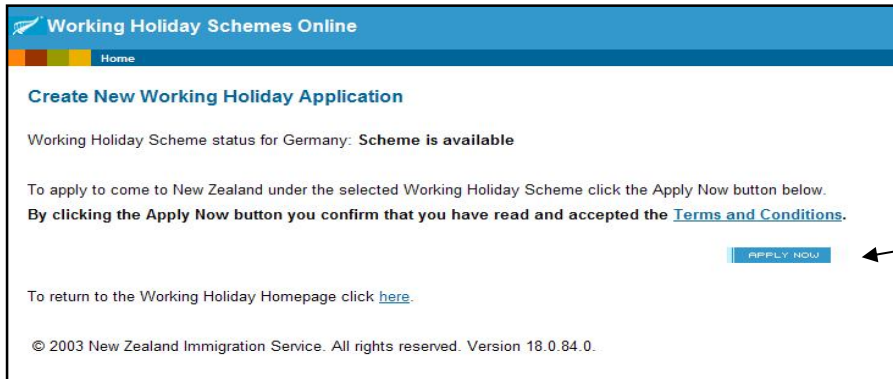 Working Holiday Schemes Online
Home
Create New Working Holiday Application
Working Holiday Scheme status for Germany: Scheme is available
To apply to come to New Zealand under the selected Working Holiday Scheme click the Apply Now button below.
By clicking the Apply Now button you confirm that you have read and accepted the Terms and Conditions.
APPLY NOW
To return to the Working Holiday Homepage click here.
© 2003 New Zealand Immigration Service. All rights reserved. Version 18.0.84.0.